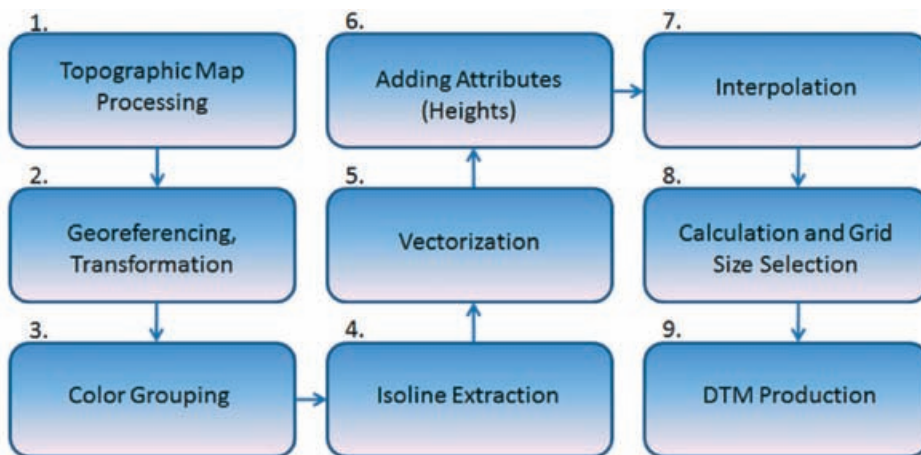 1.
Topographic Map
Processing
2.
Georeferencing,
Transformation
3.
Color Grouping
4.
Isoline Extraction
5.
Vectorization
6.
Adding Attributes
(Heights)
7.
Interpolation
8.
Calculation and Grid
Size Selection
9.
DTM Production